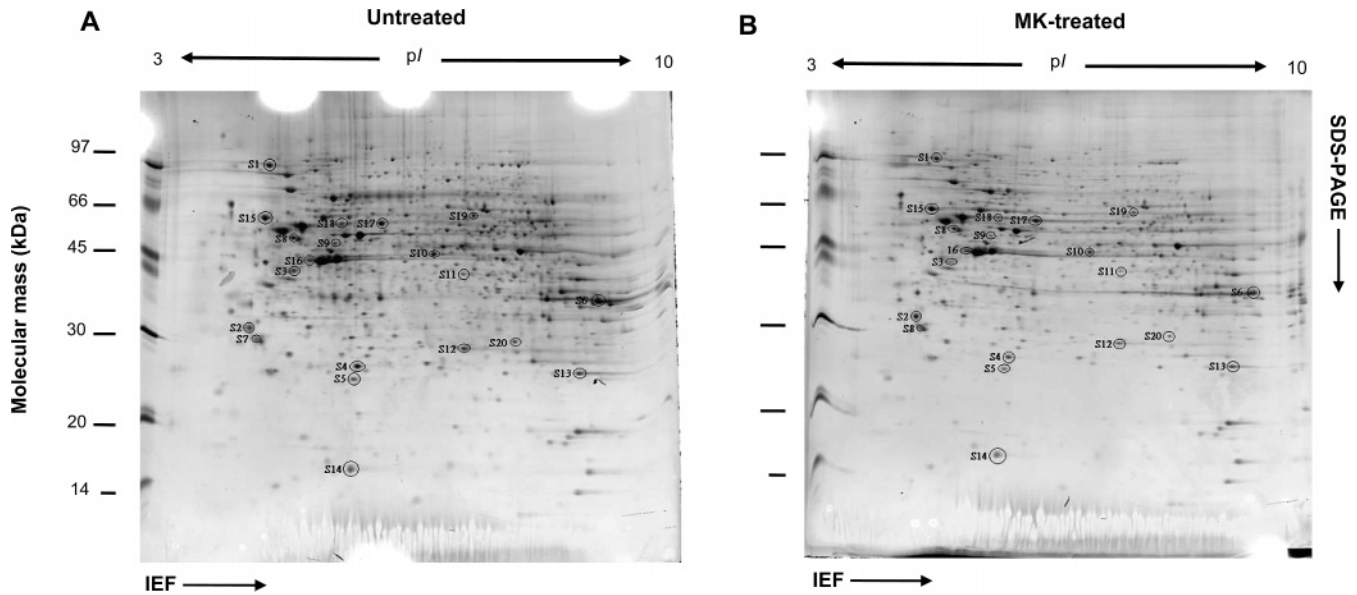 A
Untreated
3
pI
10
Molecular mass (kDa)
97
66
45
30
20
14
S1
S15
S18
S17
S19
S8
S9
S10
S16
S3
S11
S6
S2
S7
S12
S20
S4
S5
S13
S14
IEF
B
MK-treated
3
pI
10
SDS-PAGE
S1
S15
S18
S17
S19
S8
S9
16
S10
S3
S11
S6
S2
S8
S12
S20
S4
S5
S13
S14
IEF